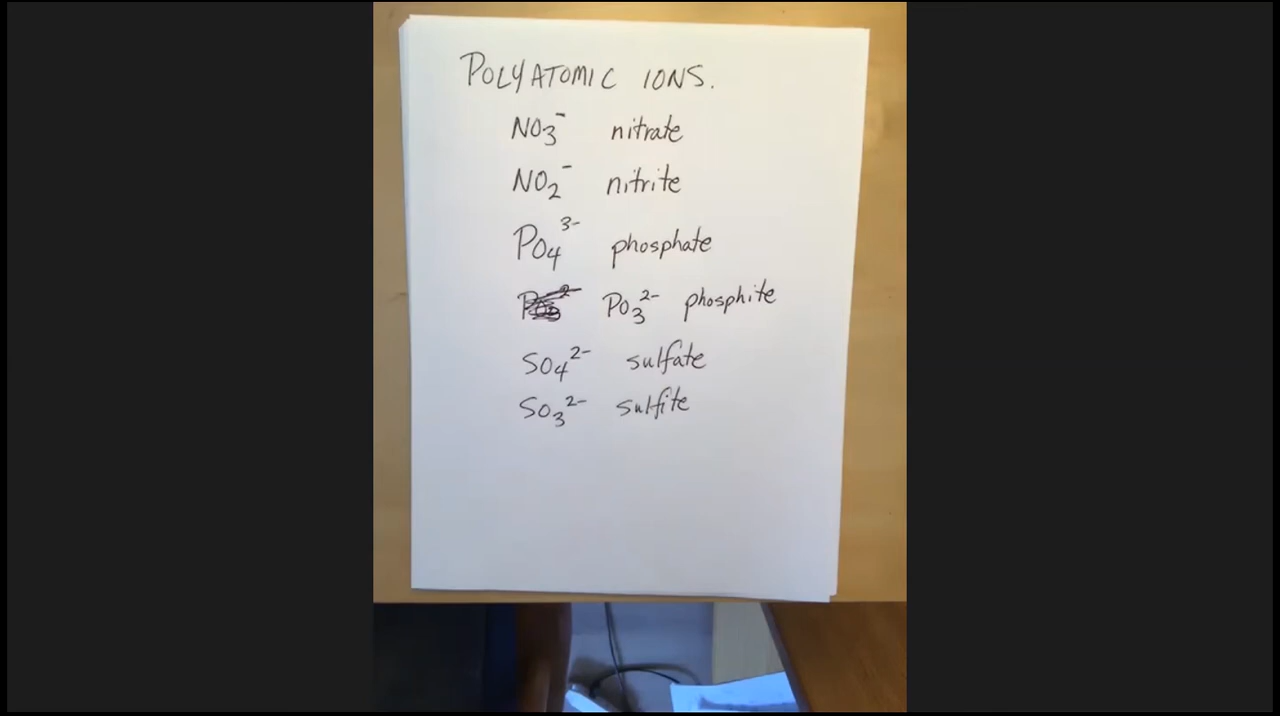 POLYATOMIC IONS.
NO₃⁻ nitrate
NO₂⁻ nitrite
PO₄³⁻ phosphate
PO₃²⁻ phosphite
SO₄²⁻ sulfate
SO₃²⁻ sulfite